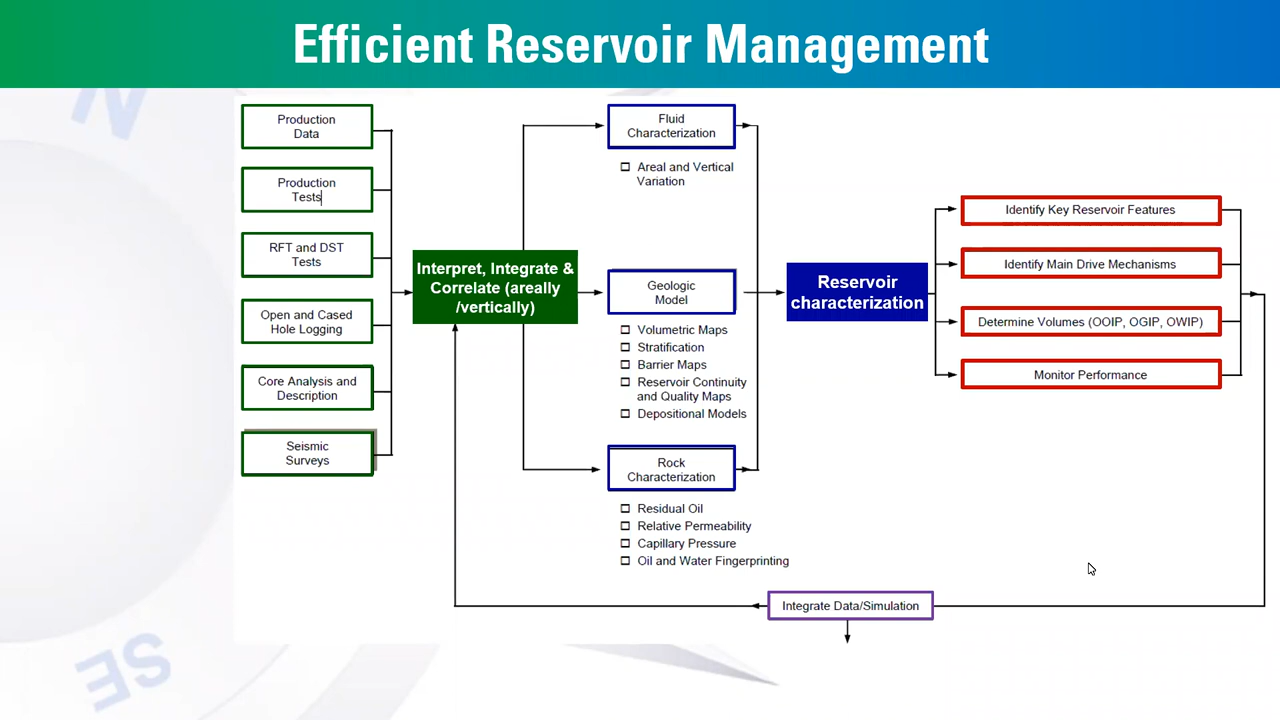 Efficient Reservoir Management
N
Production
Data
Production
Tests
RFT and DST
Tests
Open and Cased
Hole Logging
Core Analysis and
Description
Seismic
Surveys
Interpret, Integrate &
Correlate (areally
/vertically)
Fluid
Characterization
Areal and Vertical
Variation
Geologic
Model
Volumetric Maps
Stratification
Barrier Maps
Reservoir Continuity
and Quality Maps
Depositional Models
Rock
Characterization
Residual Oil
Relative Permeability
Capillary Pressure
Oil and Water Fingerprinting
Reservoir
characterization
Identify Key Reservoir Features
Identify Main Drive Mechanisms
Determine Volumes (OOIP, OGIP, OWIP)
Monitor Performance
Integrate Data/Simulation
SE